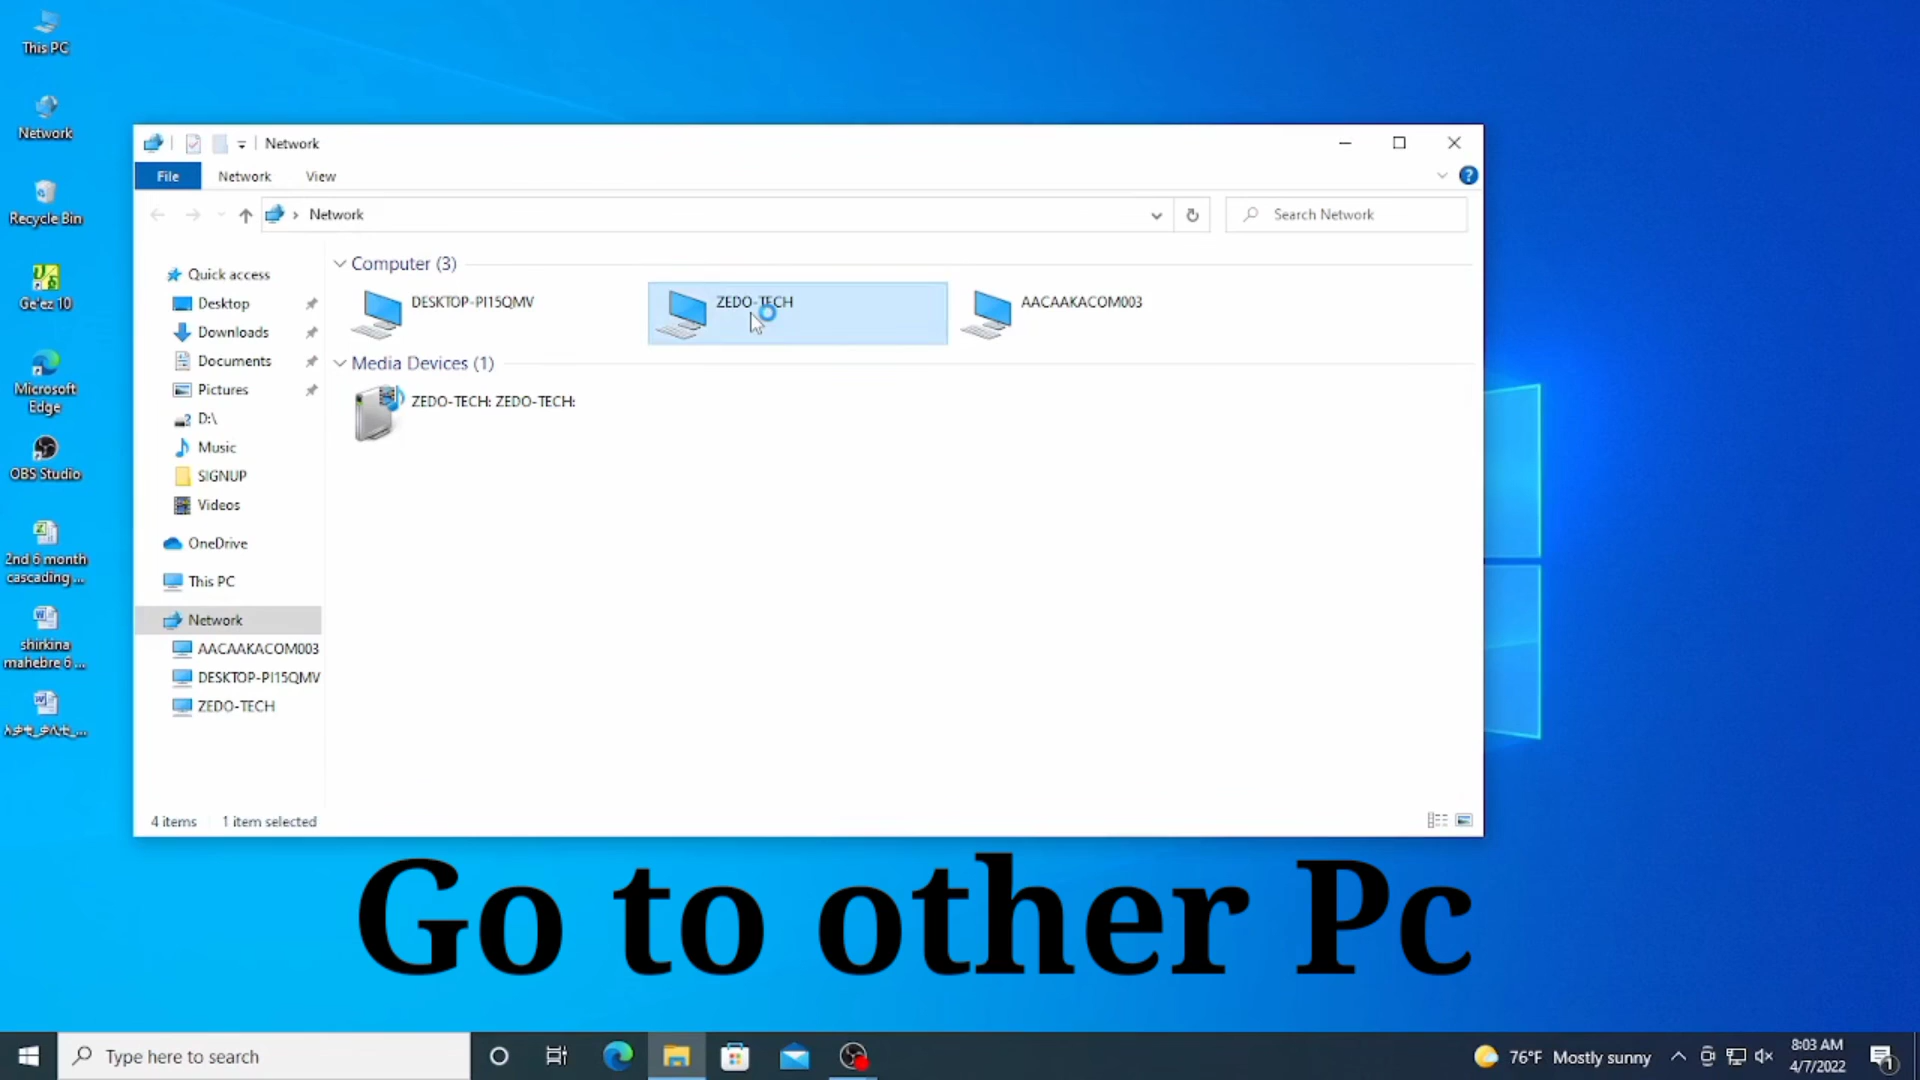 This PC
Network
Recycle Bin
Ge'ez 10
Microsoft
Edge
OBS Studio
2nd 6 month
cascading ...
shirkina
mahebre 6 ...
Network
File
Network
View
Network
Search Network
Quick access
Desktop
Downloads
Documents
Pictures
D:\
Music
SIGNUP
Videos
OneDrive
This PC
Network
AACAAKACOM003
DESKTOP-PI15QMV
ZEDO-TECH
Computer (3)
DESKTOP-PI15QMV
ZEDO-TECH
AACAAKACOM003
Media Devices (1)
ZEDO-TECH: ZEDO-TECH:
4 items
1 item selected
Go to other Pc
Type here to search
76°F Mostly sunny
8:03 AM
4/7/2022
1